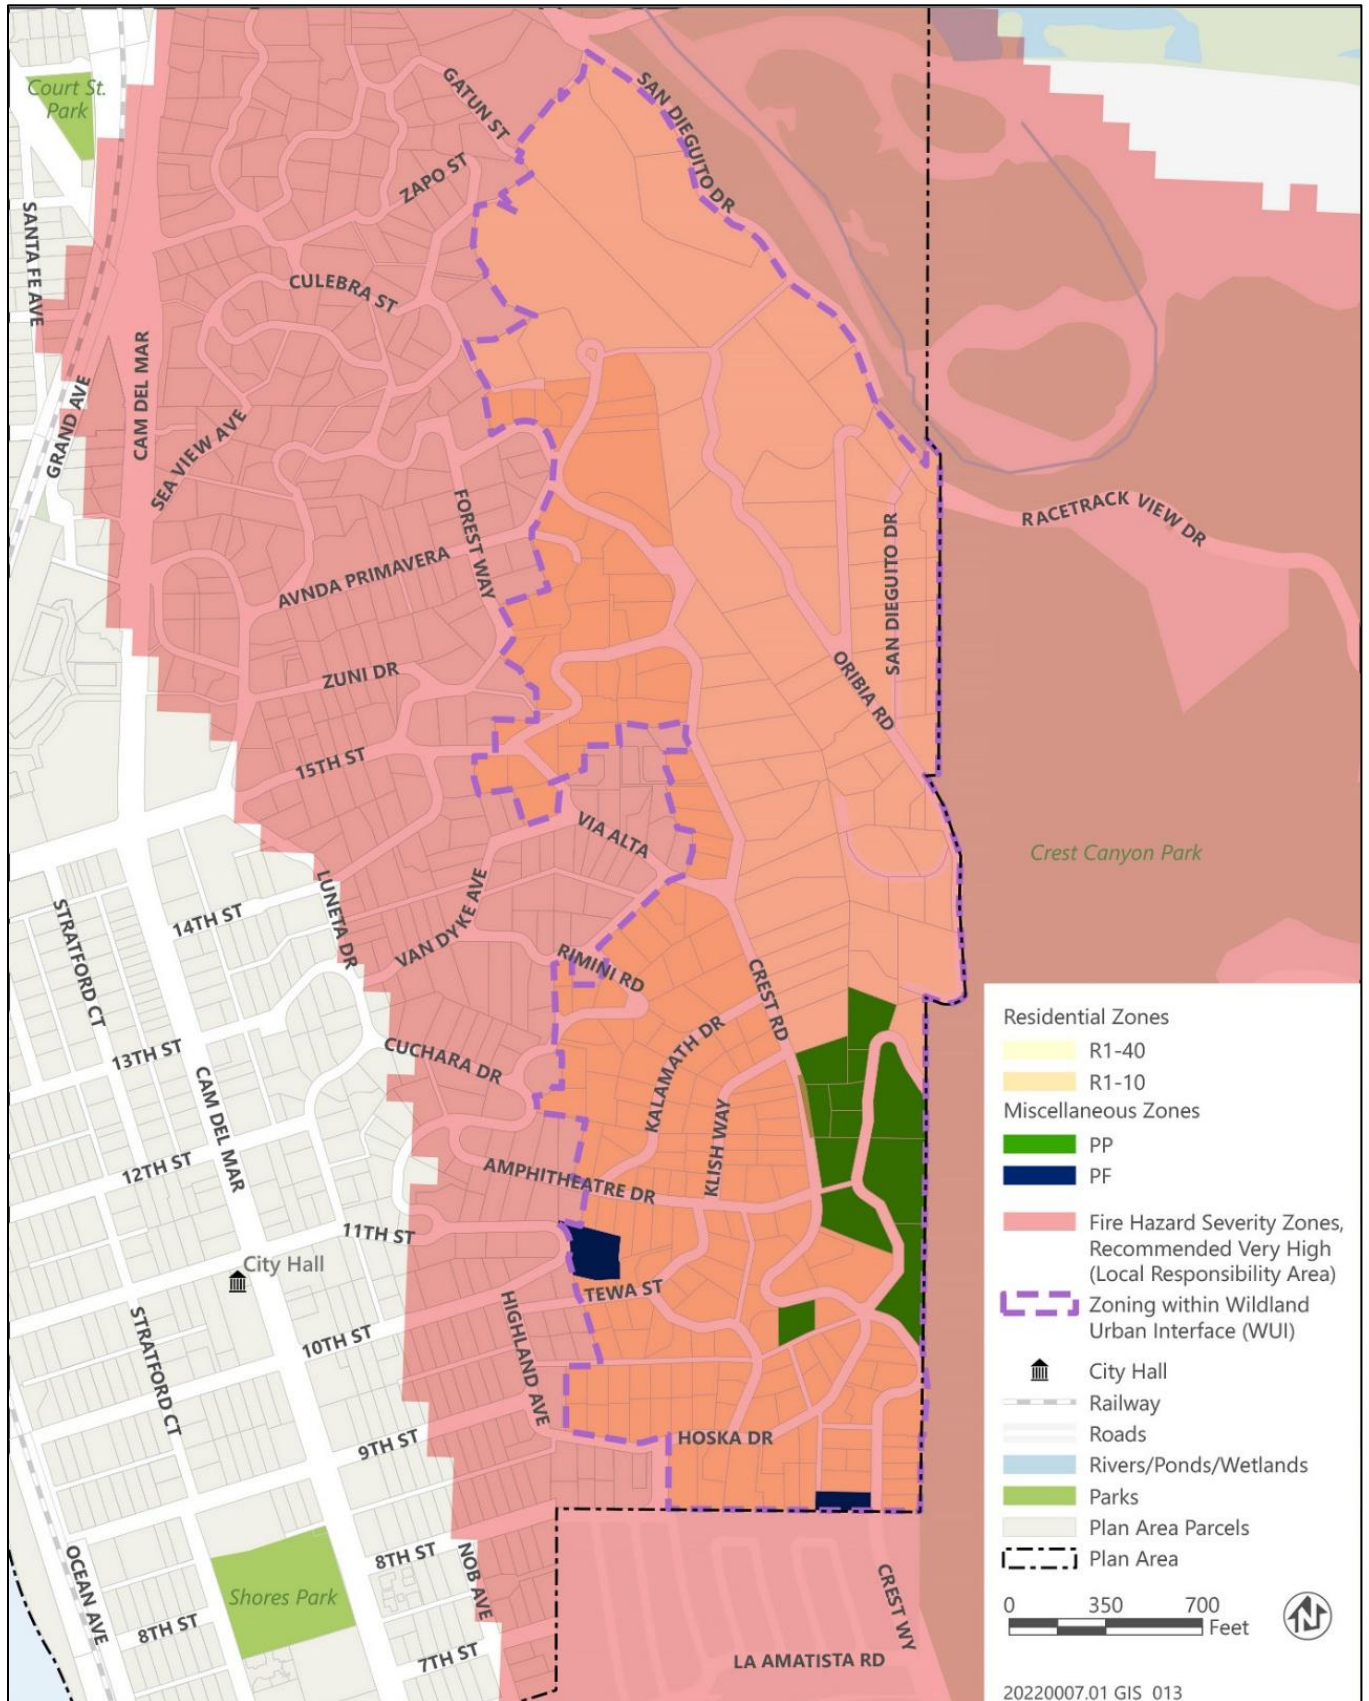 Court St.
Park
GATUN ST
SAN DIEGUITO DR
ZAPO ST
SANTA FE AVE
CULEBRA ST
CAM DEL MAR
GRAND AVE
SEA VIEW AVE
FOREST WAY
RACETRACK VIEW DR
SAN DIEGUITO DR
AVNDA PRIMAVERA
ZUNI DR
ORIBIA RD
15TH ST
VIA ALTA
Crest Canyon Park
LUNETA DR
VAN DYKE AVE
14TH ST
STRATFORD CT
RIMINI RD
CREST RD
13TH ST
CUCHARA DR
KALAMATH DR
CAM DEL MAR
KLISH WAY
12TH ST
AMPHITHEATRE DR
11TH ST
City Hall
TEWA ST
HIGHLAND AVE
STRATFORD CT
10TH ST
9TH ST
HOSKA DR
OCEAN AVE
8TH ST
NOB AVE
Shores Park
CREST WY
8TH ST
7TH ST
LA AMATISTA RD
Residential Zones
R1-40
R1-10
Miscellaneous Zones
PP
PF
Fire Hazard Severity Zones,
Recommended Very High
(Local Responsibility Area)
Zoning within Wildland
Urban Interface (WUI)
City Hall
Railway
Roads
Rivers/Ponds/Wetlands
Parks
Plan Area Parcels
Plan Area
0 350 700
Feet
N
20220007.01 GIS 013